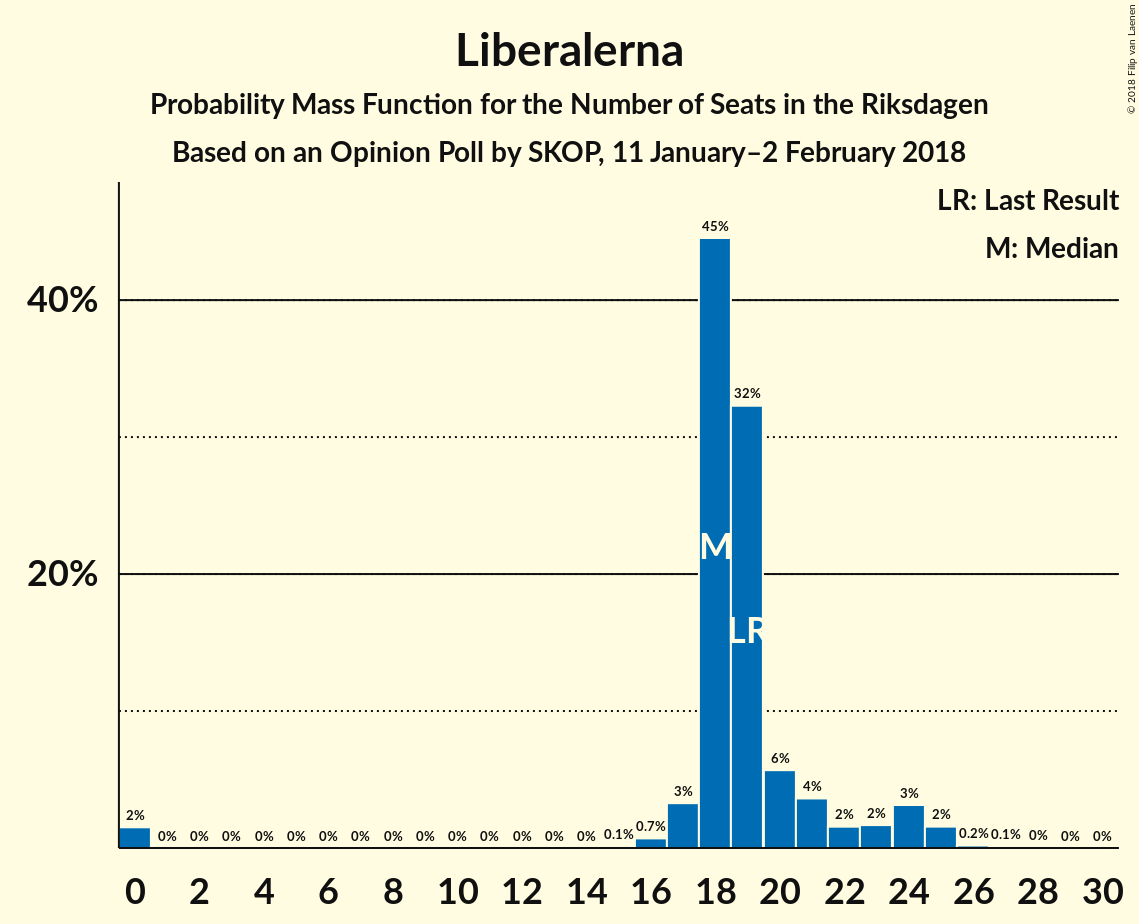 © 2018 Filip van Laenen
Liberalerna
Probability Mass Function for the Number of Seats in the Riksdagen
Based on an Opinion Poll by SKOP, 11 January–2 February 2018
LR: Last Result
M: Median
45%
40%
32%
M
20%
LR
6%
4%
3%
3%
2%
2%
2%
2%
2% 0% 0% 0% 0% 0% 0% 0% 0% 0% 0% 0% 0% 0% 0% 0.1% 0.7% 0.2% 0.1% 0% 0% 0%
0 2 4 6 8 10 12 14 16 18 20 22 24 26 28 30